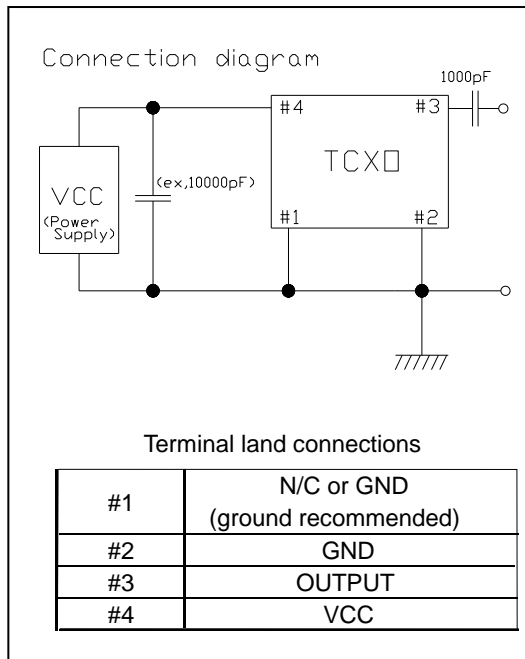 Connection diagram
1000pF
#4
#3
TCXO
(ex,10000pF)
VCC
(Power
Supply)
#1
#2
Terminal land connections
#1
N/C or GND
(ground recommended)
#2
GND
#3
OUTPUT
#4
VCC